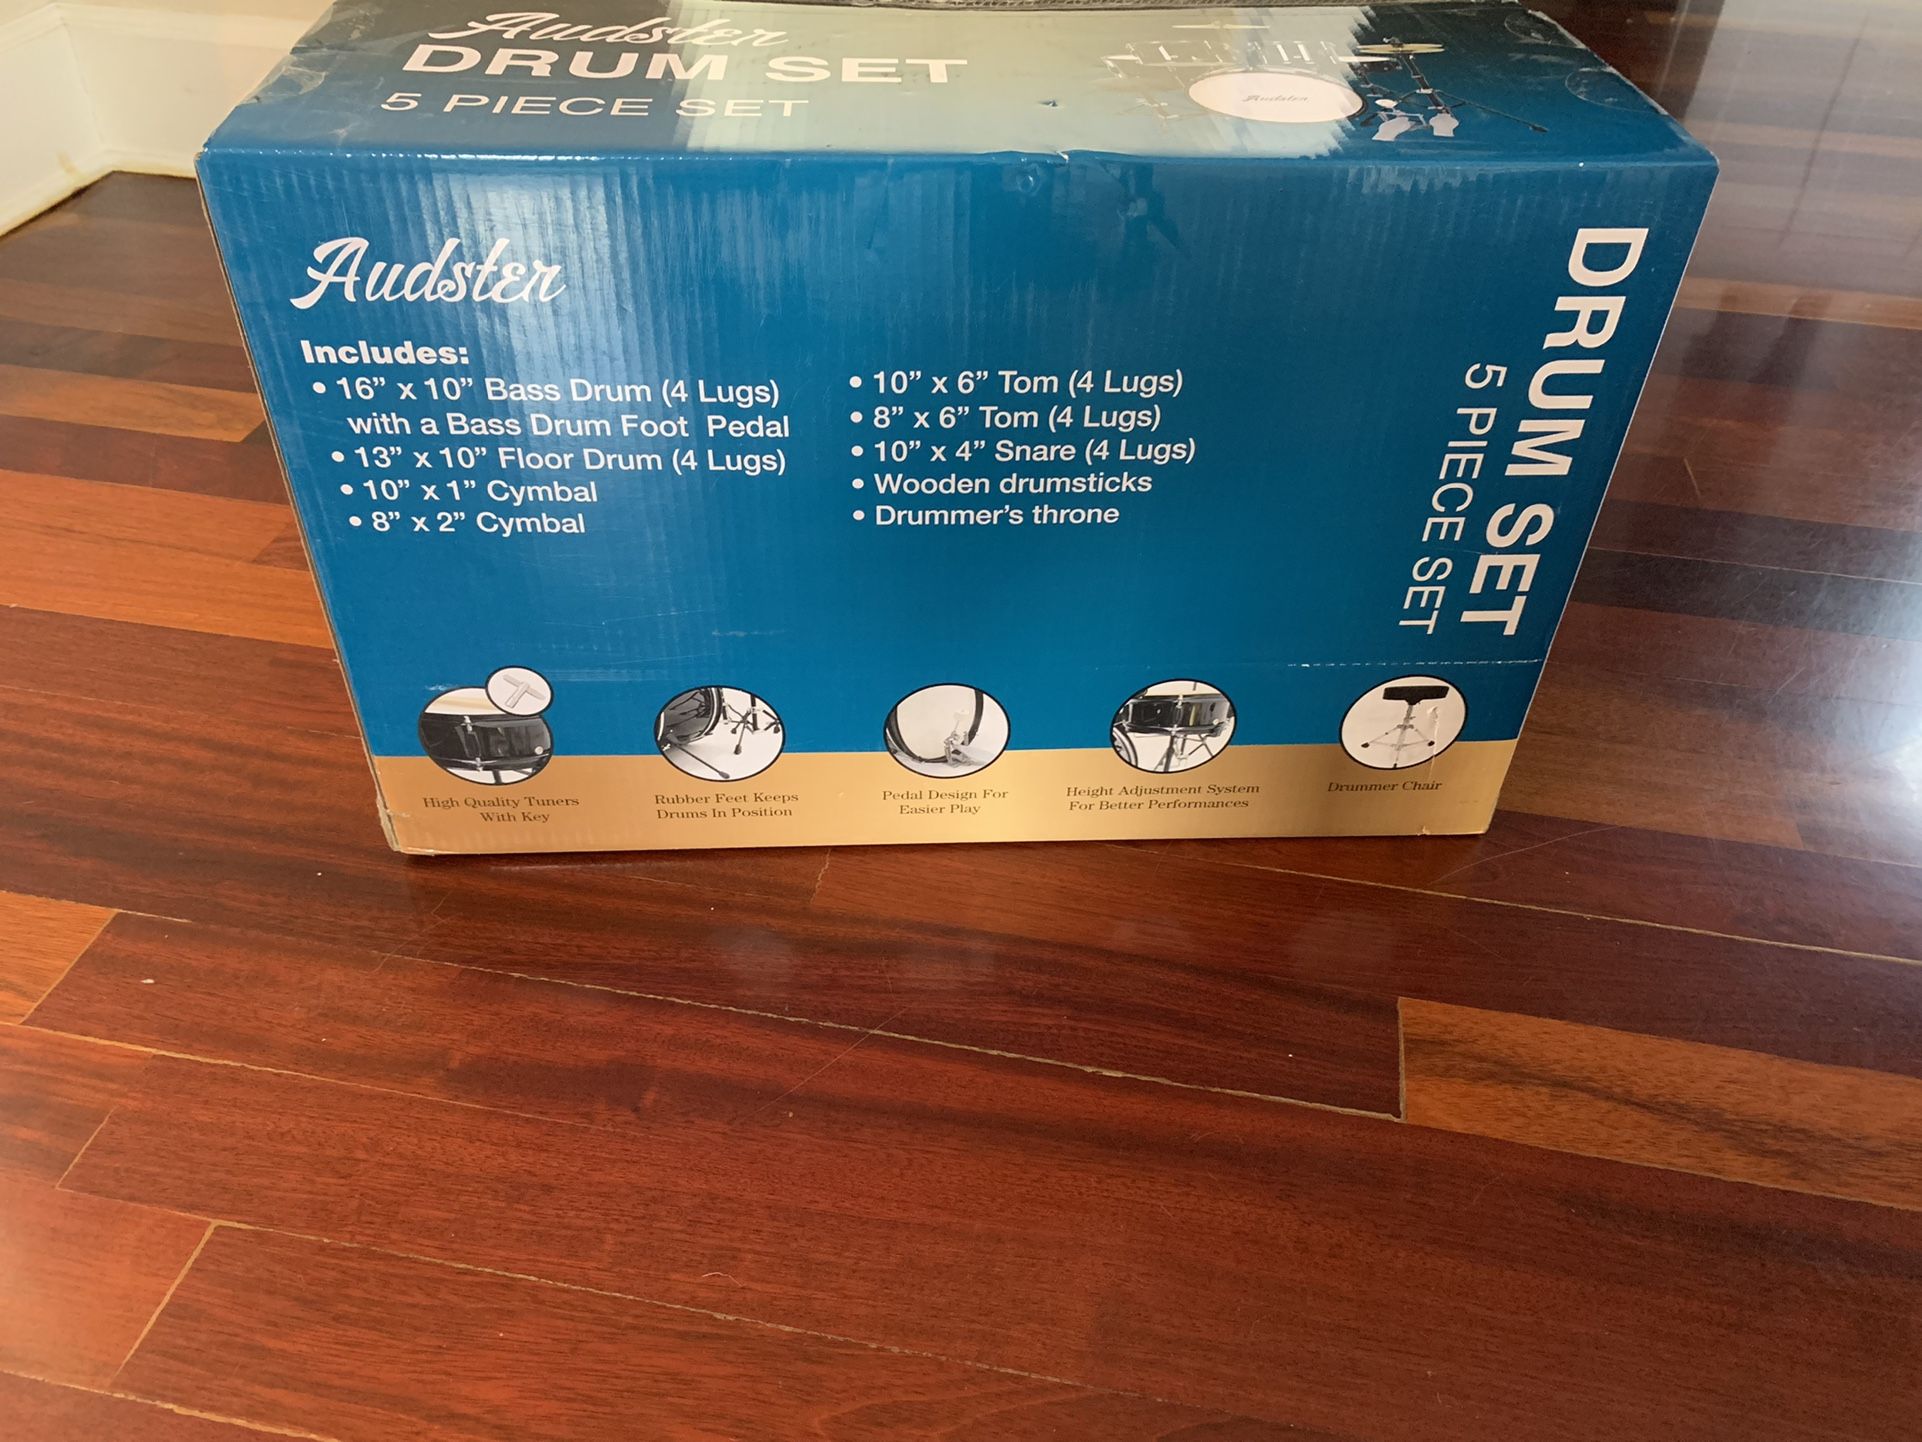 Audster
DRUM SET
5 PIECE SET
Audster
Audster
Includes:
• 16” x 10” Bass Drum (4 Lugs)
with a Bass Drum Foot Pedal
• 13” x 10” Floor Drum (4 Lugs)
• 10” x 1” Cymbal
• 8” x 2” Cymbal
• 10” x 6” Tom (4 Lugs)
• 8” x 6” Tom (4 Lugs)
• 10” x 4” Snare (4 Lugs)
• Wooden drumsticks
• Drummer’s throne
DRUM SET
5 PIECE SET
High Quality Tuners
With Key
Rubber Feet Keeps
Drums In Position
Pedal Design For
Easier Play
Height Adjustment System
For Better Performances
Drummer Chair